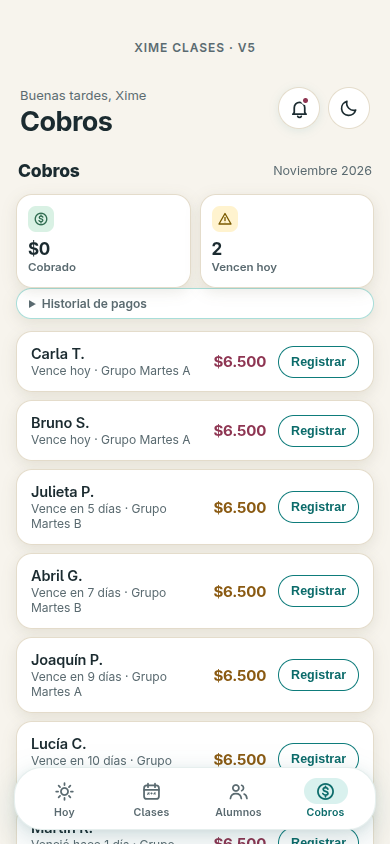 XIME CLASES · V5
Buenas tardes, Xime
Cobros
Cobros
Noviembre 2026
$0
Cobrado
2
Vencen hoy
Historial de pagos
Carla T.
Vence hoy · Grupo Martes A
$6.500
Registrar
Bruno S.
Vence hoy · Grupo Martes A
$6.500
Registrar
Julieta P.
Vence en 5 días · Grupo
Martes B
$6.500
Registrar
Abril G.
Vence en 7 días · Grupo
Martes B
$6.500
Registrar
Joaquín P.
Vence en 9 días · Grupo
Martes A
$6.500
Registrar
Lucía C.
Vence en 10 días · Grupo
$6.500
Registrar
Hoy
Clases
Alumnos
Cobros